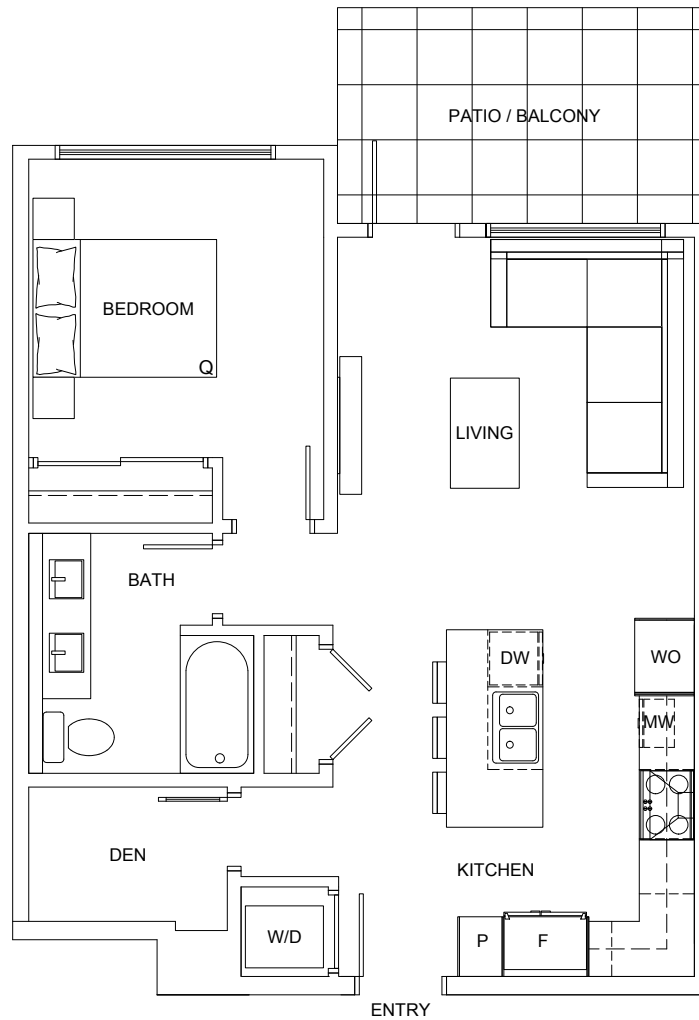 PATIO / BALCONY
BEDROOM
Q
LIVING
BATH
DW
WO
MW
DEN
KITCHEN
W/D
P
F
ENTRY